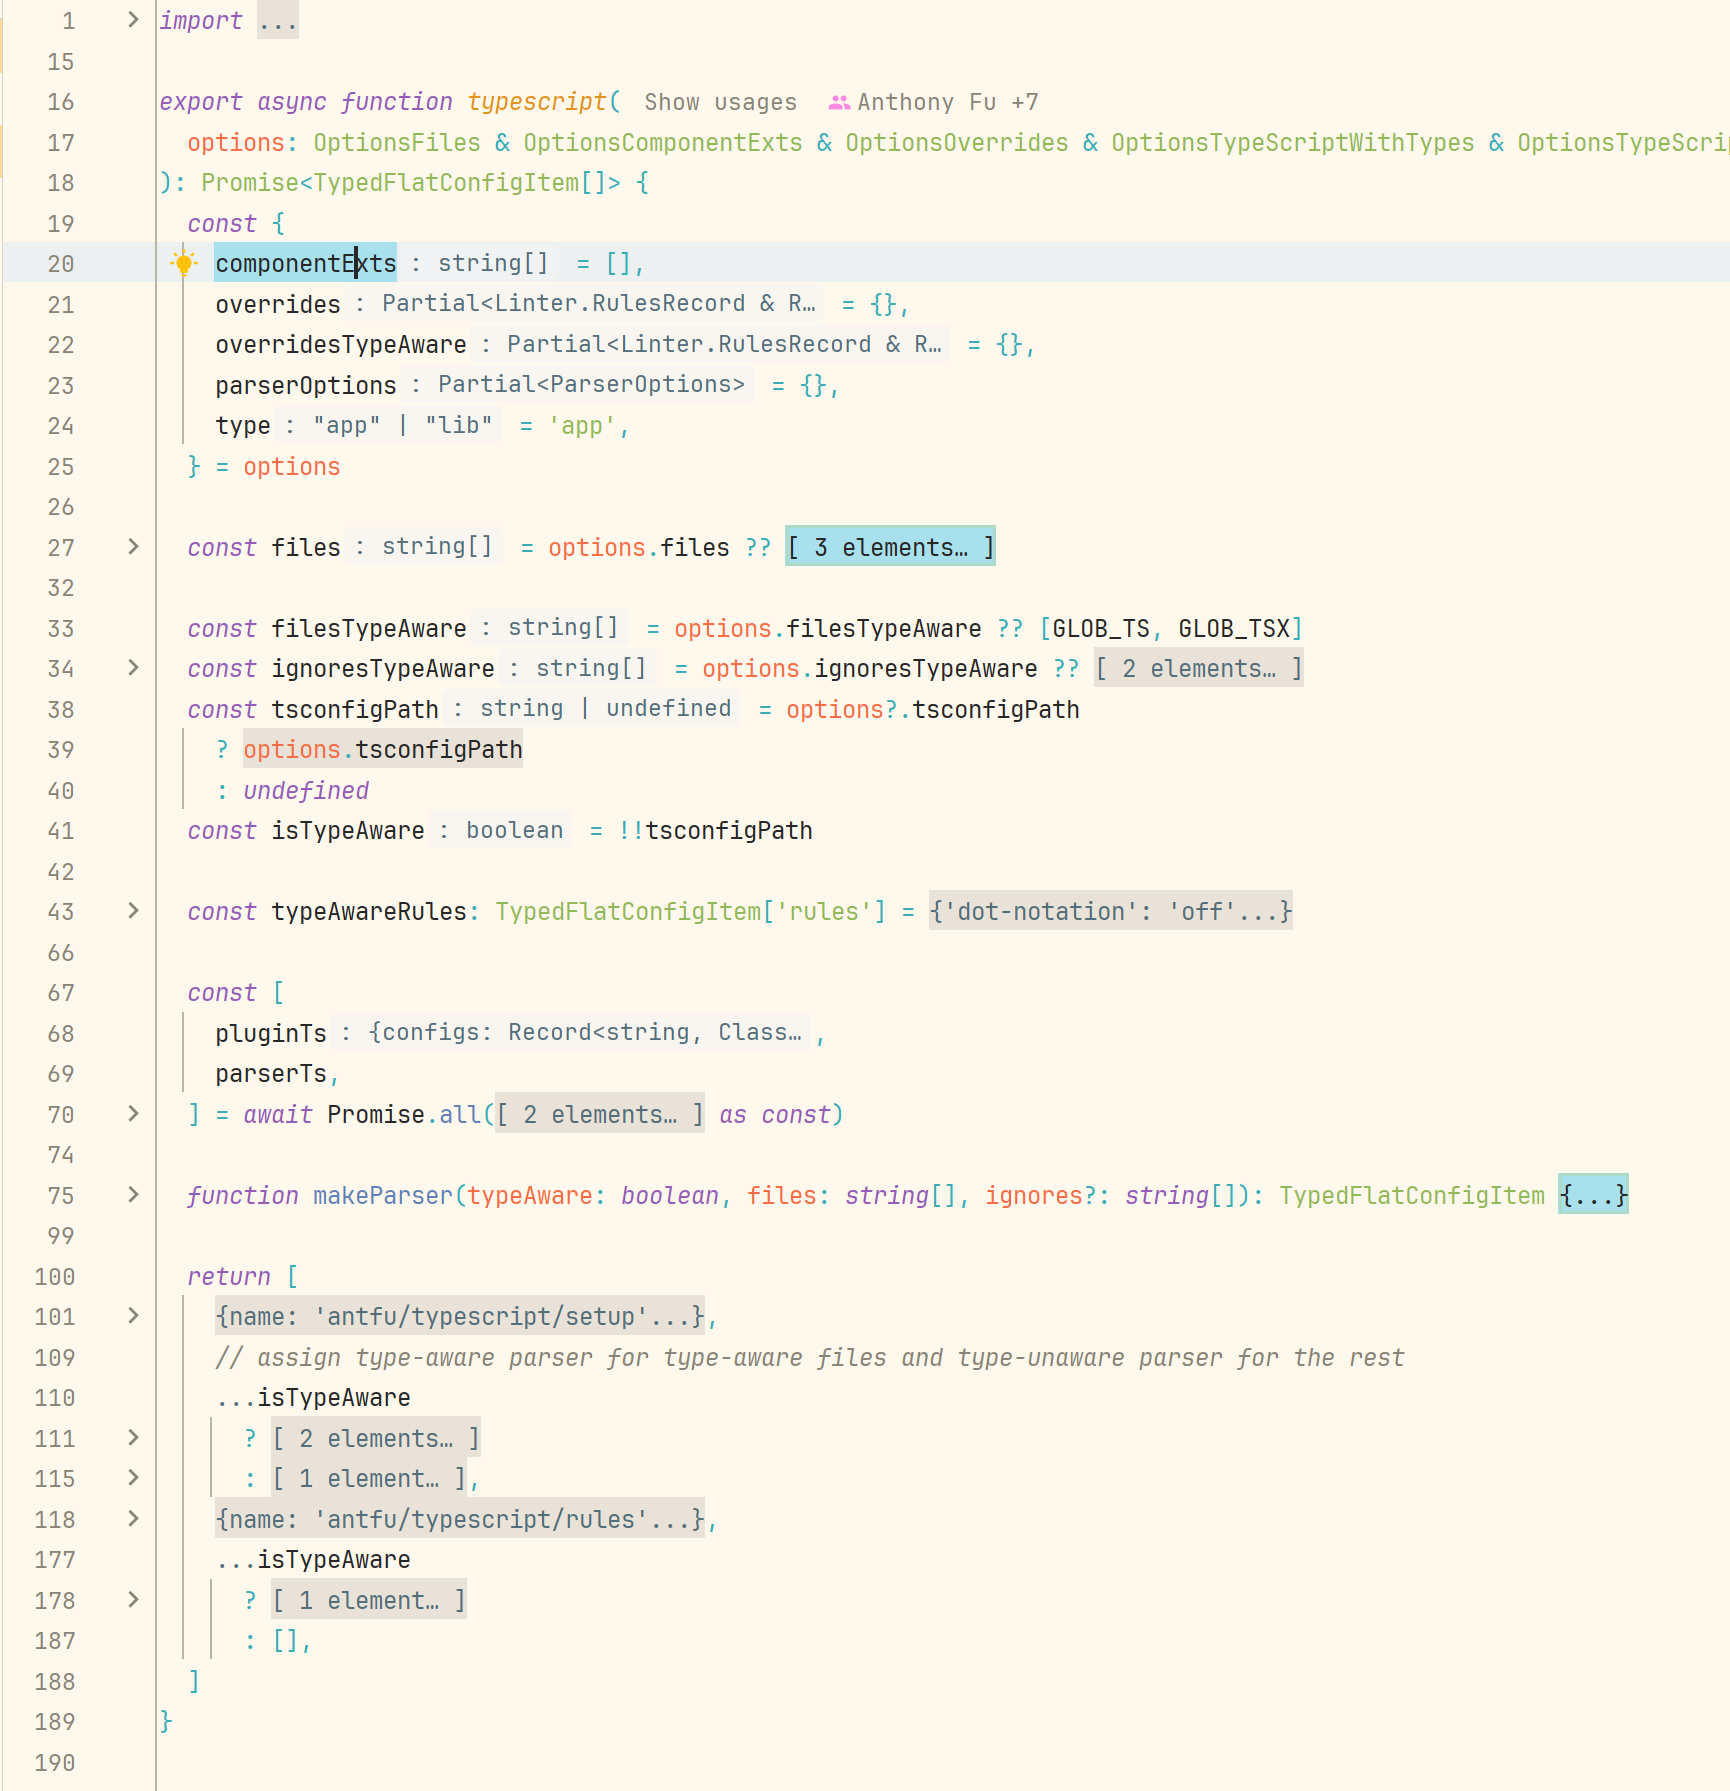 1 import ...
15
16 export async function typescript( Show usages Anthony Fu +7
17 options: OptionsFiles & OptionsComponentExts & OptionsOverrides & OptionsTypeScriptWithTypes & OptionsTypeScri
18 ): Promise<TypedFlatConfigItem[]> {
19 const {
20 componentExts : string[] = [],
21 overrides : Partial<Linter.RulesRecord & R… = {},
22 overridesTypeAware : Partial<Linter.RulesRecord & R… = {},
23 parserOptions : Partial<ParserOptions> = {},
24 type : "app" | "lib" = 'app',
25 } = options
26
27 const files : string[] = options.files ?? [ 3 elements… ]
32
33 const filesTypeAware : string[] = options.filesTypeAware ?? [GLOB_TS, GLOB_TSX]
34 const ignoresTypeAware : string[] = options.ignoresTypeAware ?? [ 2 elements… ]
38 const tsconfigPath : string | undefined = options?.tsconfigPath
39 ? options.tsconfigPath
40 : undefined
41 const isTypeAware : boolean = !!tsconfigPath
42
43 const typeAwareRules: TypedFlatConfigItem['rules'] = {'dot-notation': 'off'...}
66
67 const [
68 pluginTs : {configs: Record<string, Class… ,
69 parserTs,
70 ] = await Promise.all([ 2 elements… ] as const)
74
75 function makeParser(typeAware: boolean, files: string[], ignores?: string[]): TypedFlatConfigItem {...}
99
100 return [
101 {name: 'antfu/typescript/setup'...},
109 // assign type-aware parser for type-aware files and type-unaware parser for the rest
110 ...isTypeAware
111 ? [ 2 elements… ]
115 : [ 1 element… ],
118 {name: 'antfu/typescript/rules'...},
177 ...isTypeAware
178 ? [ 1 element… ]
187 : [],
188 ]
189 }
190